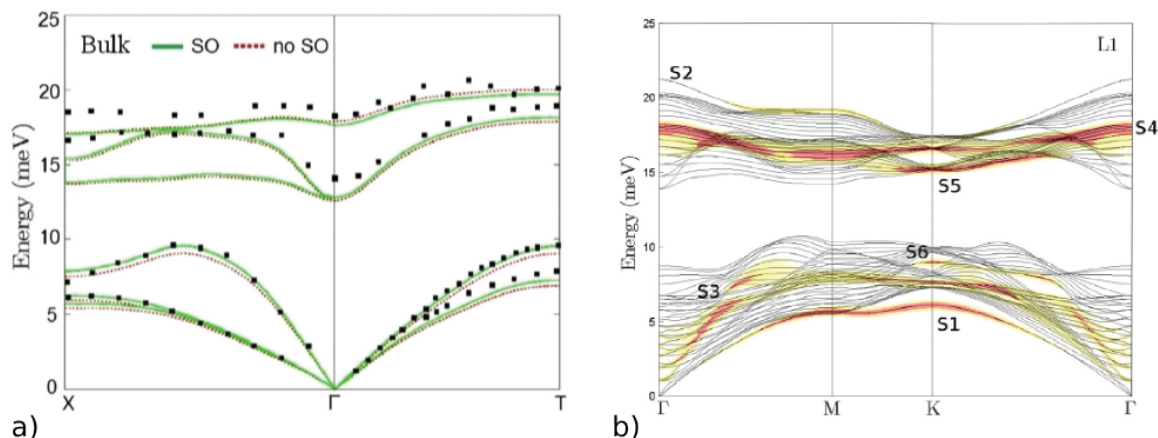 25
Bulk SO no SO
20
15
10
5
0
Energy (meV)
X Γ T
a)
25
L1
S2
20
S4
15
S5
10
S6
S3
5
S1
0
Energy (meV)
Γ M K Γ
b)